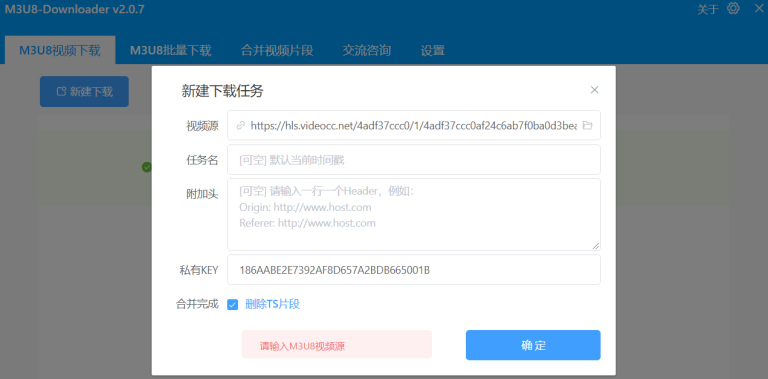 M3U8-Downloader v2.0.7
关于
M3U8视频下载
M3U8批量下载
合并视频片段
交流咨询
设置
新建下载
新建下载任务
视频源
https://hls.videocc.net/4adf37ccc0/1/4adf37ccc0af24c6ab7f0ba0d3bea
任务名
[可空] 默认当前时间戳
附加头
[可空] 请输入一行一个Header，例如：
Origin: http://www.host.com
Referer: http://www.host.com
私有KEY
186AABE2E7392AF8D657A2BDB665001B
合并完成
删除TS片段
请输入M3U8视频源
确 定